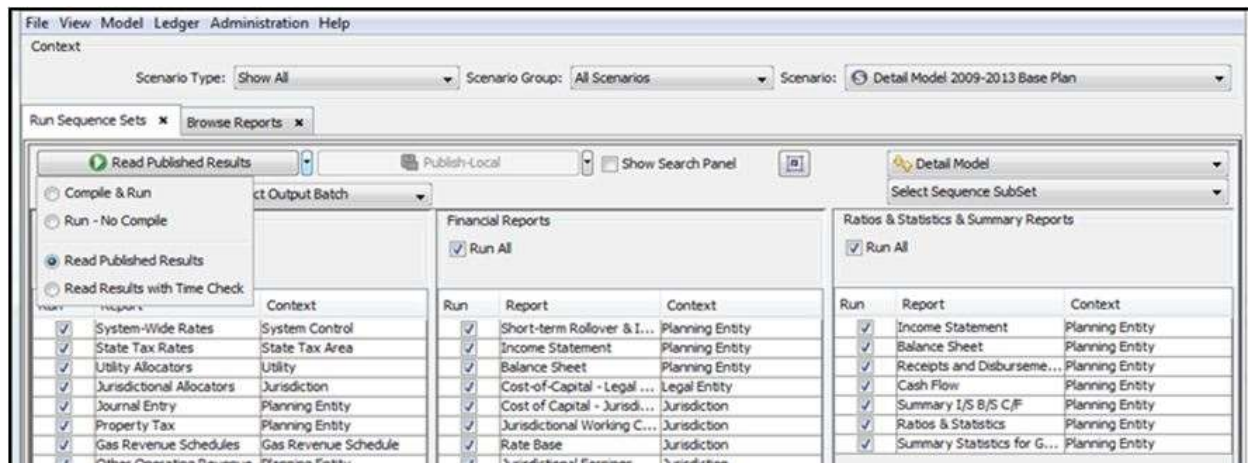 File View Model Ledger Administration Help
Context
Scenario Type: Show All Scenario Group: All Scenarios Scenario: Detail Model 2009-2013 Base Plan
Run Sequence Sets Browse Reports
Read Published Results Publish-Local Show Search Panel Detail Model
Compile & Run ct Output Batch Select Sequence SubSet
Run - No Compile Financial Reports Ratios & Statistics & Summary Reports
Run All Run All
Read Published Results
Read Results with Time Check
Context Run Report Context Run Report Context
System-Wide Rates System Control Short-term Rollover & I... Planning Entity Income Statement Planning Entity
State Tax Rates State Tax Area Income Statement Planning Entity Balance Sheet Planning Entity
Utility Allocators Utility Balance Sheet Planning Entity Receipts and Disburseme... Planning Entity
Jurisdictional Allocators Jurisdiction Cost-of-Capital - Legal ... Legal Entity Cash Flow Planning Entity
Journal Entry Planning Entity Cost of Capital - Jurisdi... Jurisdiction Summary I/S B/S C/F Planning Entity
Property Tax Planning Entity Jurisdictional Working C... Jurisdiction Ratios & Statistics Planning Entity
Gas Revenue Schedules Gas Revenue Schedule Rate Base Jurisdiction Summary Statistics for G... Planning Entity
Other Operating Revenue Planning Entity Jurisdictional Earnings Jurisdiction